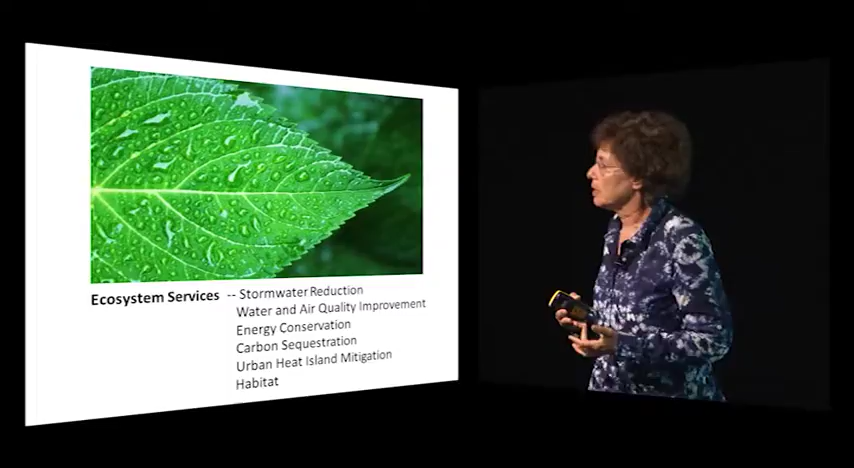 Ecosystem Services -- Stormwater Reduction
Water and Air Quality Improvement
Energy Conservation
Carbon Sequestration
Urban Heat Island Mitigation
Habitat